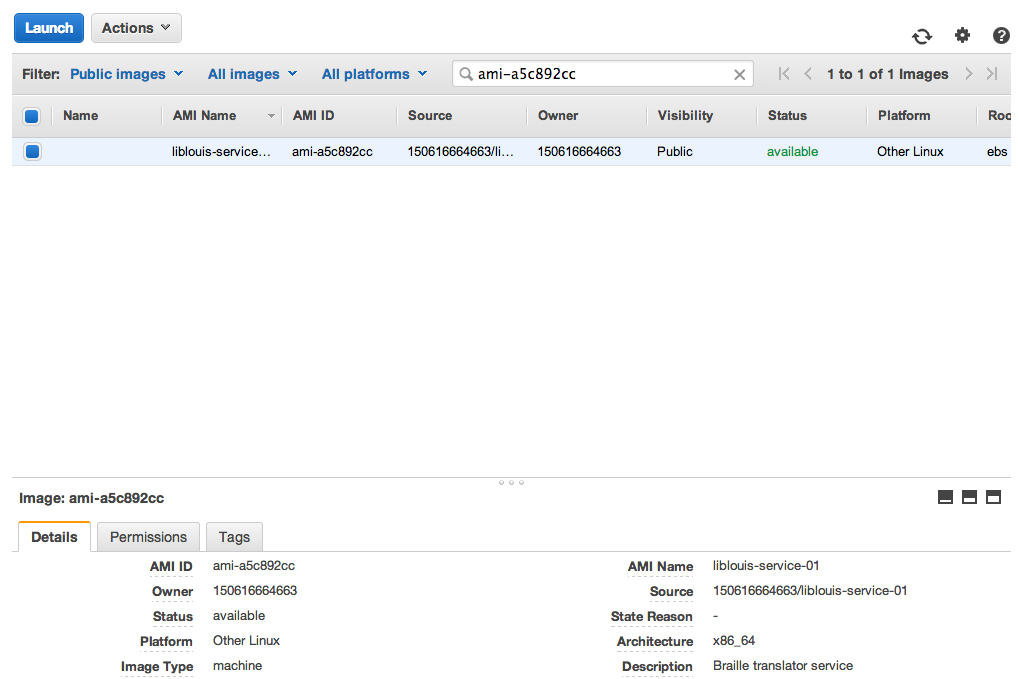 Launch Actions
Filter: Public images All images All platforms ami-a5c892cc 1 to 1 of 1 Images
Name AMI Name AMI ID Source Owner Visibility Status Platform Roo
liblouis-service... ami-a5c892cc 150616664663/li... 150616664663 Public available Other Linux ebs
Image: ami-a5c892cc
Details Permissions Tags
AMI ID ami-a5c892cc AMI Name liblouis-service-01
Owner 150616664663 Source 150616664663/liblouis-service-01
Status available State Reason -
Platform Other Linux Architecture x86_64
Image Type machine Description Braille translator service